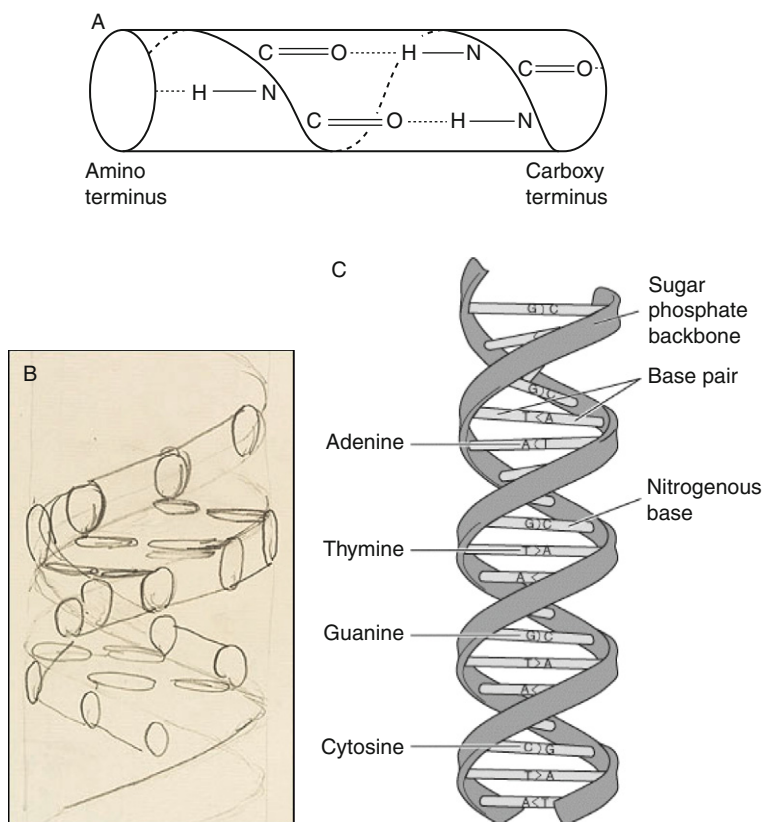 A
C O H N C O
H N
C O H N
Amino
terminus
Carboxy
terminus
C
Sugar
phosphate
backbone
G C
B
Base pair
G C
T A
Adenine
A T
Nitrogenous
base
G C
Thymine
T A
A
Guanine
G C
T A
A
Cytosine
C G
T A
A T